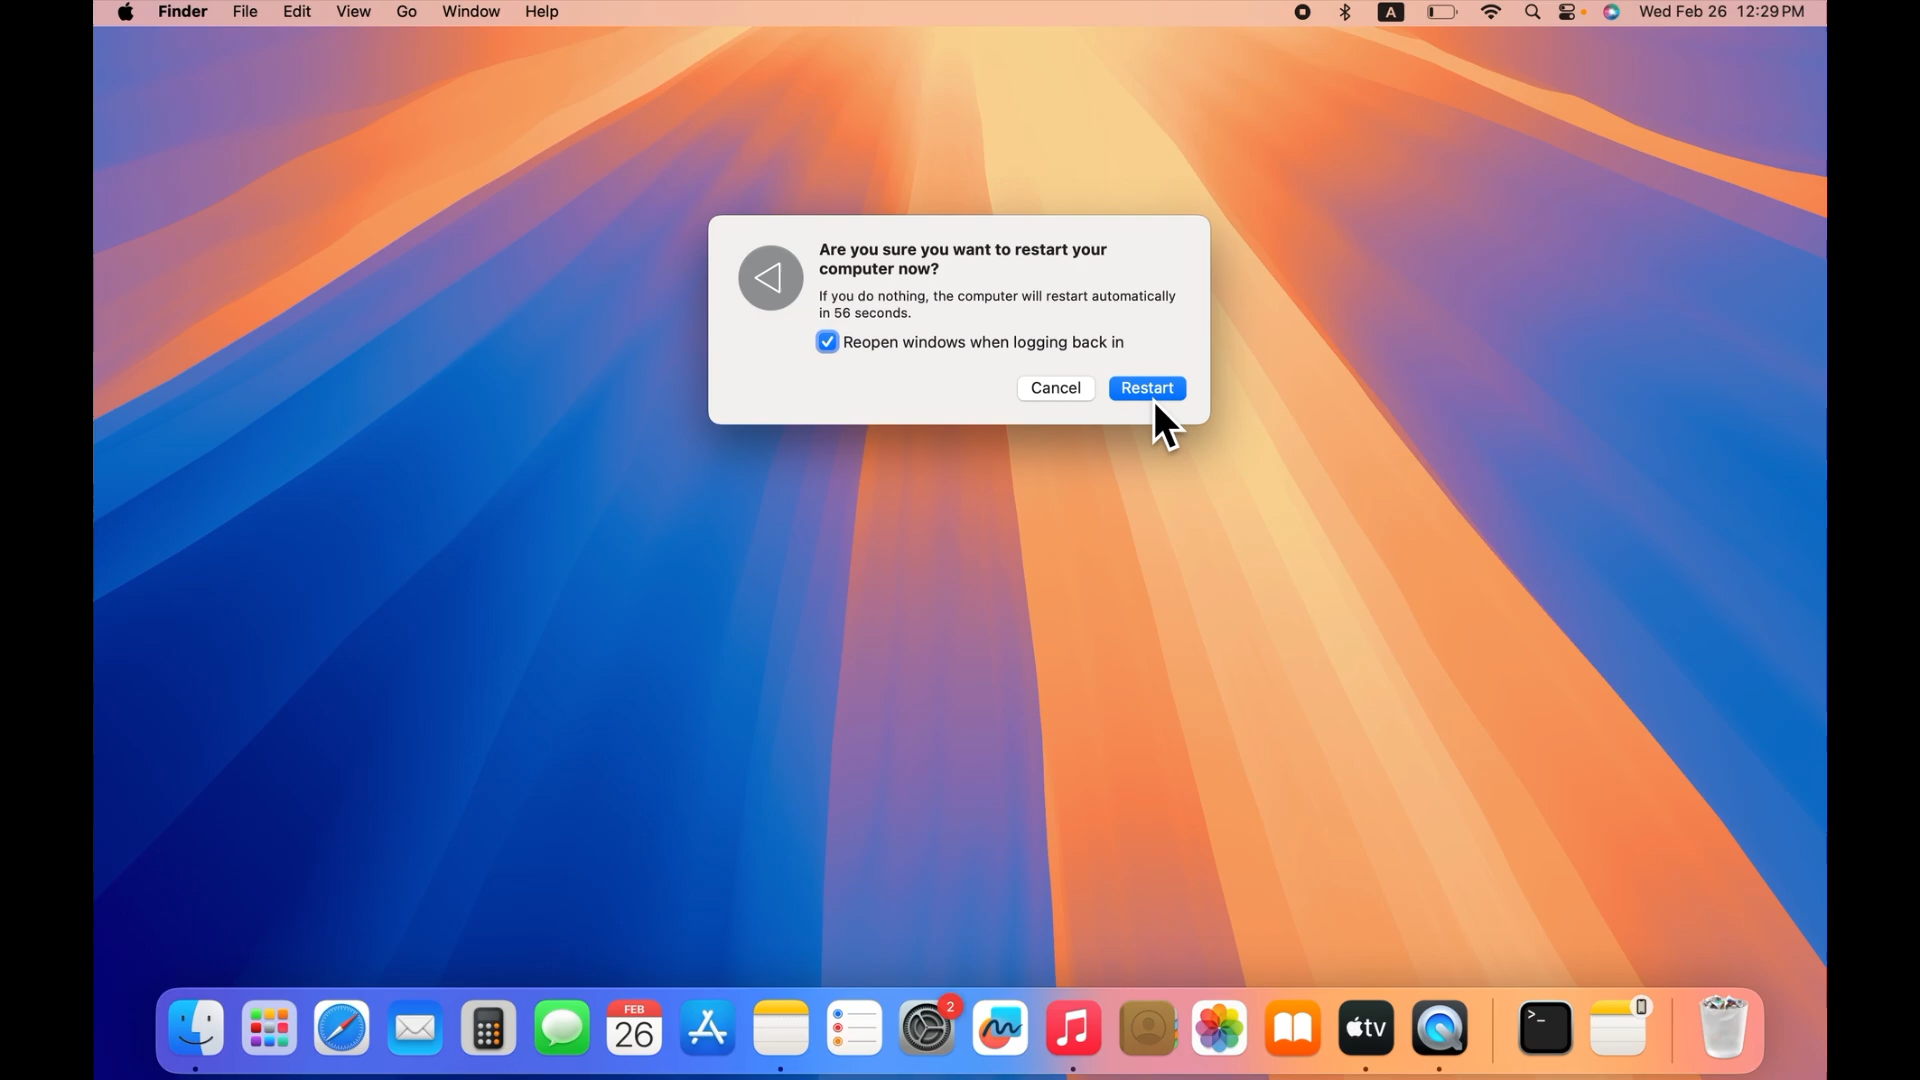 Finder File Edit View Go Window Help A Wed Feb 26 12:29 PM
Are you sure you want to restart your
computer now?
If you do nothing, the computer will restart automatically
in 56 seconds.
Reopen windows when logging back in
Cancel Restart
FEB
26
2
tv
>_